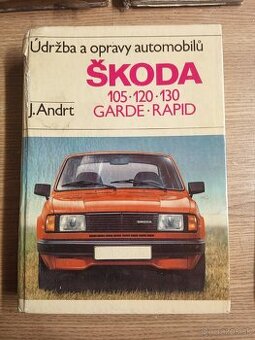 Údržba a opravy automobilů
ŠKODA
105·120·130
J. Andrt
GARDE·RAPID